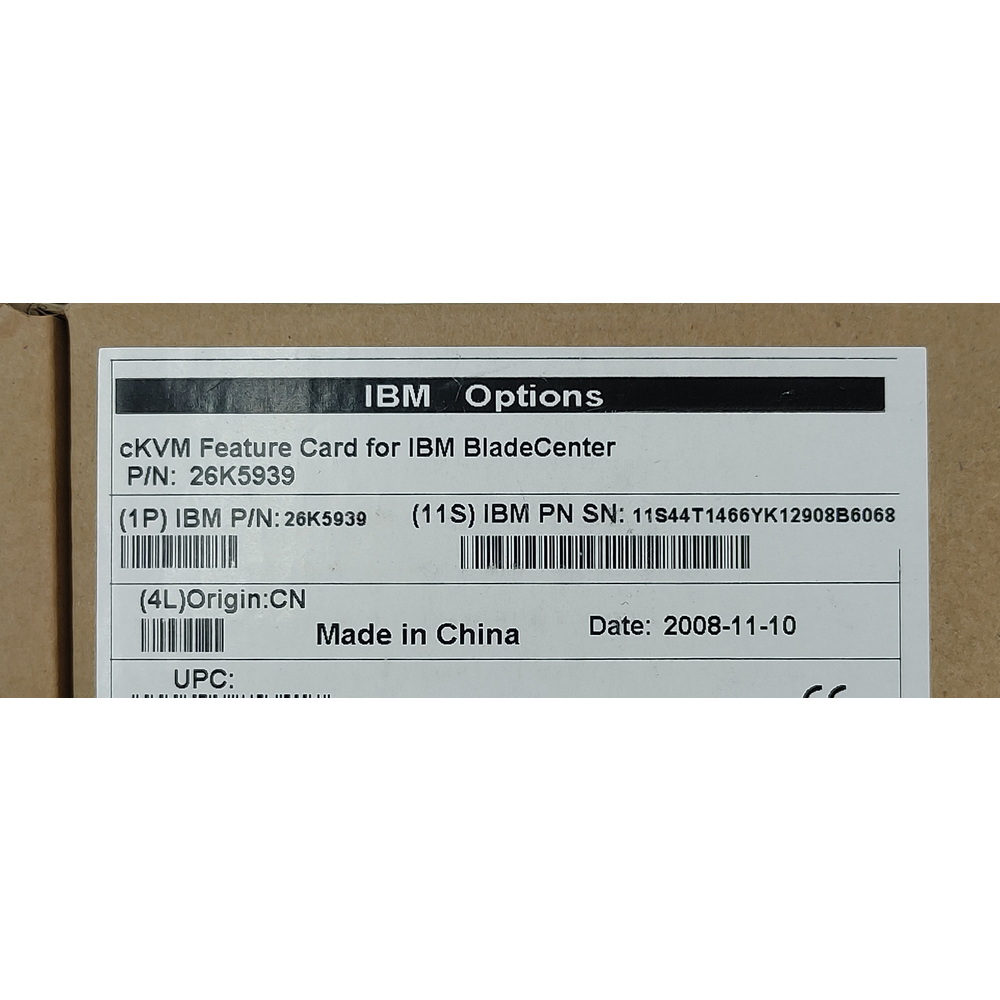 IBM Options
cKVM Feature Card for IBM BladeCenter
P/N: 26K5939
(1P) IBM P/N: 26K5939 (11S) IBM PN SN: 11S44T1466YK12908B6068
(4L)Origin:CN
Made in China Date: 2008-11-10
UPC: